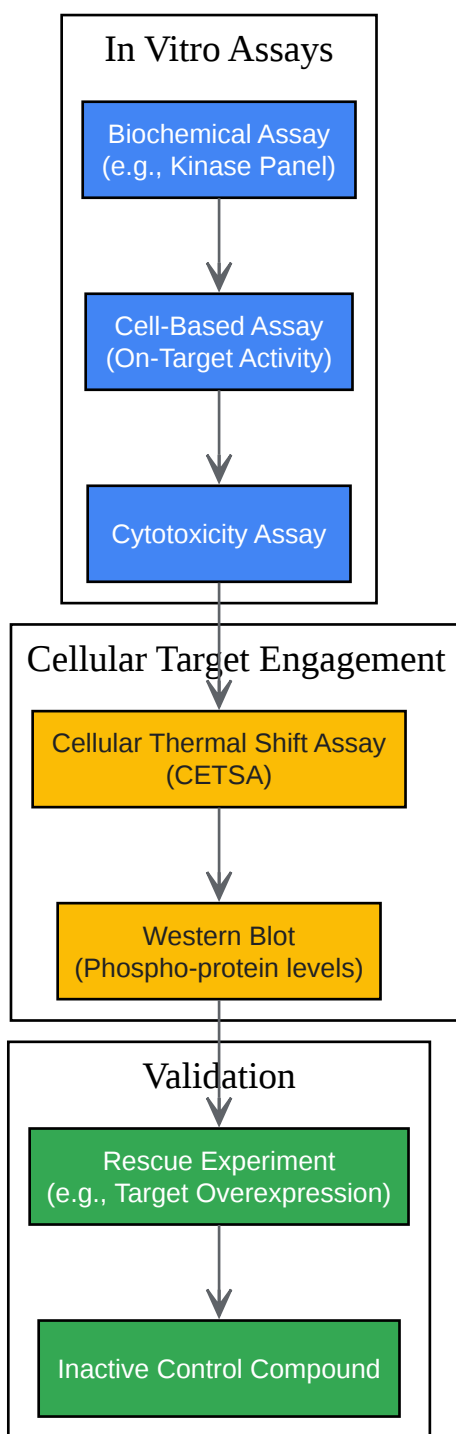 In Vitro Assays
Biochemical Assay
(e.g., Kinase Panel)
Cell-Based Assay
(On-Target Activity)
Cytotoxicity Assay
Cellular Target Engagement
Cellular Thermal Shift Assay
(CETSA)
Western Blot
(Phospho-protein levels)
Validation
Rescue Experiment
(e.g., Target Overexpression)
Inactive Control Compound